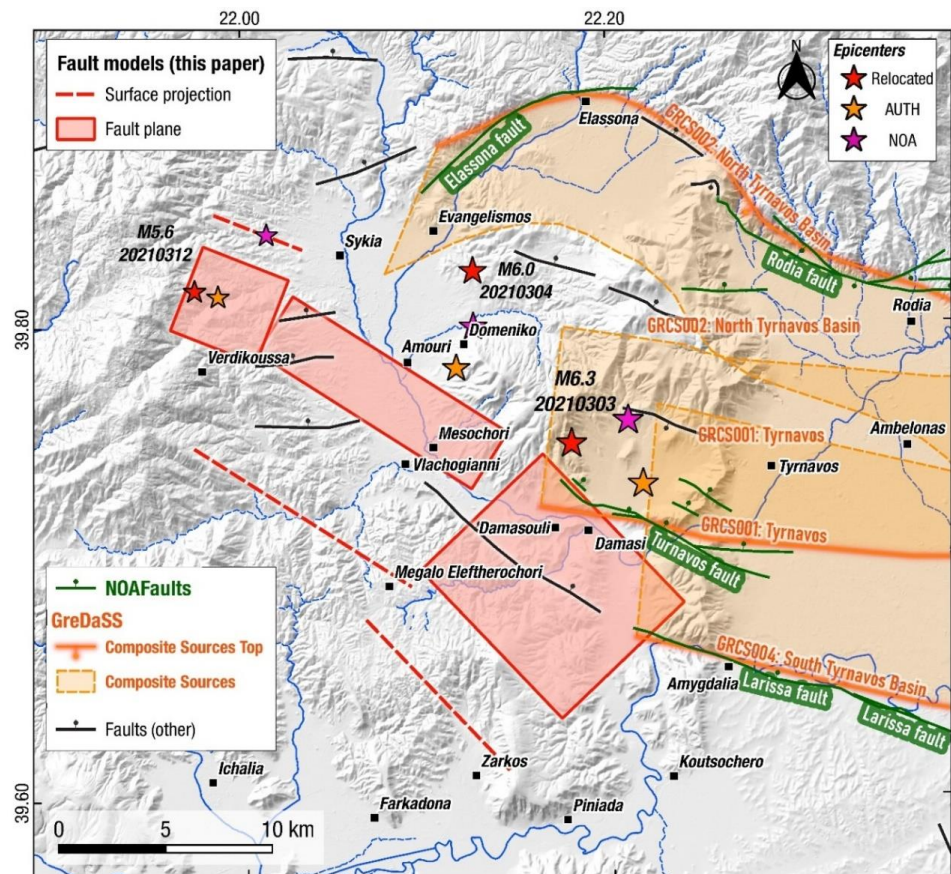 22.00
22.20
Fault models (this paper)
Surface projection
Fault plane
N
Epicenters
Relocated
AUTH
NOA
Elassona
GRCS002: North Tyrnavos Basin
Elassona fault
Evangelismos
M5.6
20210312
Sykia
M6.0
20210304
Rodia fault
Rodia
39.80
GRCS002: North Tyrnavos Basin
Domeniko
Amouri
Verdikoussa
M6.3
20210303
GRCS001: Tyrnavos
Ambelonas
Mesochori
Vlachogianni
Tyrnavos
Damasouli
Damasi
GRCS001: Tyrnavos
Turnavos fault
Megalo Eleftherochori
NOAFaults
GreDaSS
Composite Sources Top
Composite Sources
Faults (other)
GRCS004: South Tyrnavos Basin
Amygdalia
Larissa fault
Larissa fault
Ichalia
Zarkos
Koutsochero
39.60
Farkadona
Piniada
0 5 10 km